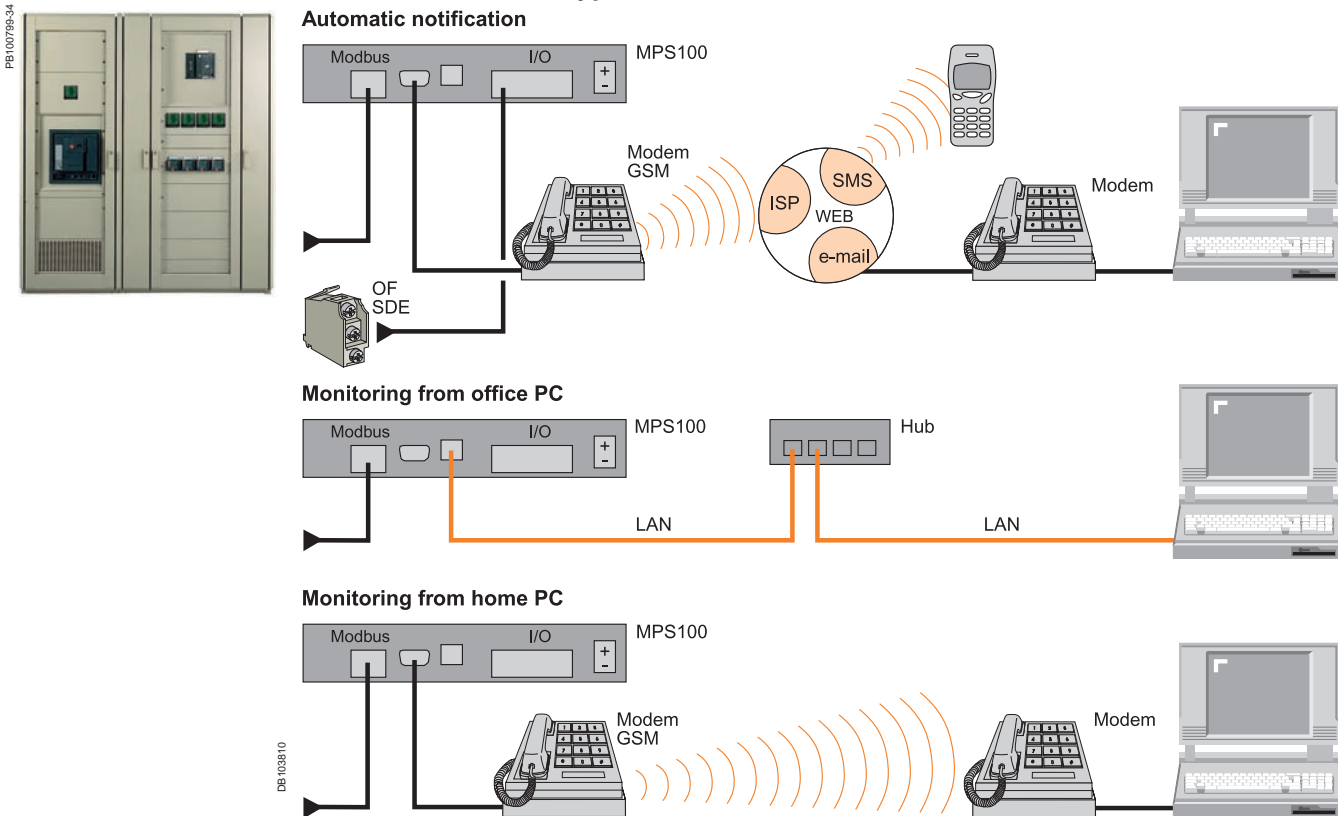 PB100799-34
Automatic notification
Modbus
I/O
+
-
MPS100
Modem
GSM
ISP
SMS
WEB
e-mail
Modem
OF
SDE
Monitoring from office PC
Modbus
I/O
+
-
MPS100
Hub
LAN
LAN
Monitoring from home PC
Modbus
I/O
+
-
MPS100
Modem
GSM
Modem
DB103810